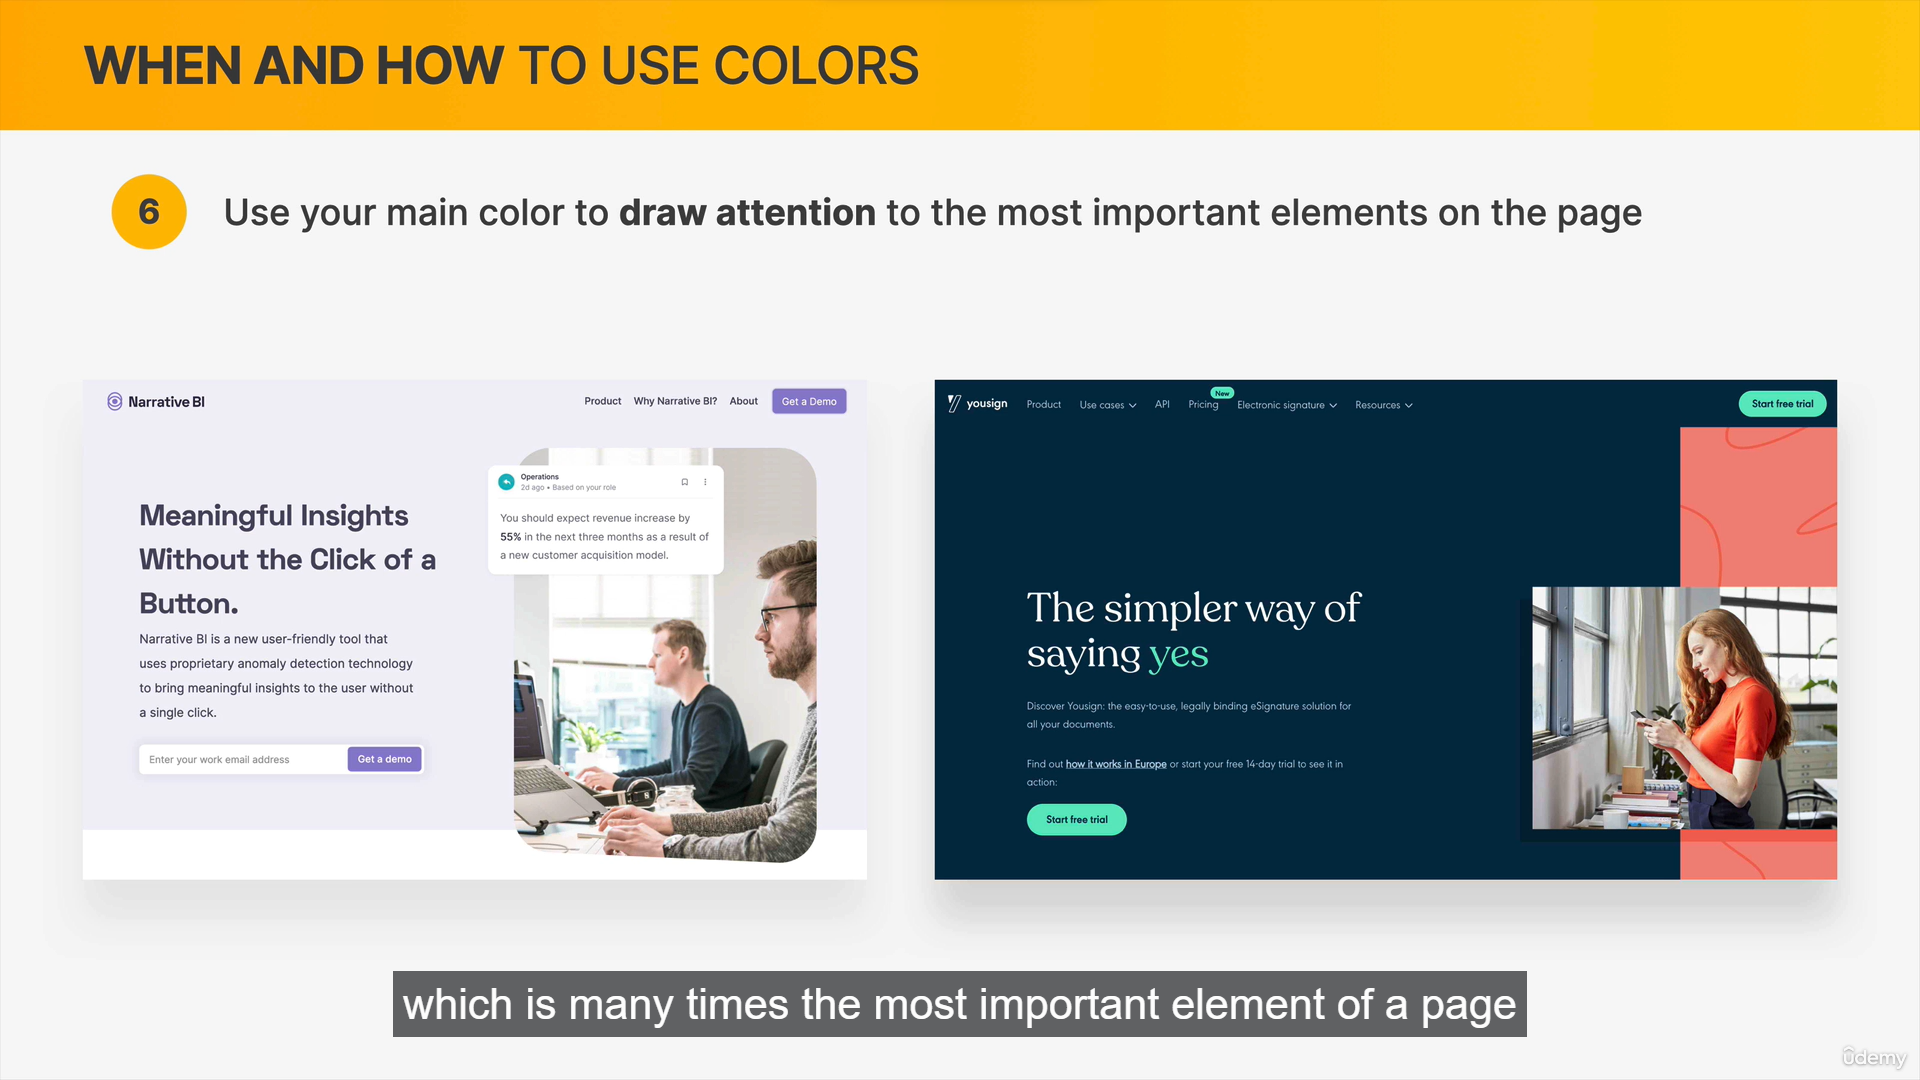 WHEN AND HOW TO USE COLORS
6
Use your main color to draw attention to the most important elements on the page
Narrative BI
Product Why Narrative BI? About Get a Demo
Operations
2d ago • Based on your role
You should expect revenue increase by
55% in the next three months as a result of
a new customer acquisition model.
Meaningful Insights
Without the Click of a
Button.
Narrative BI is a new user-friendly tool that
uses proprietary anomaly detection technology
to bring meaningful insights to the user without
a single click.
Enter your work email address Get a demo
yousign Product Use cases API Pricing New Electronic signature Resources Start free trial
The simpler way of
saying yes
Discover Yousign: the easy-to-use, legally binding eSignature solution for
all your documents.
Find out how it works in Europe or start your free 14-day trial to see it in
action:
Start free trial
which is many times the most important element of a page
ûdemy